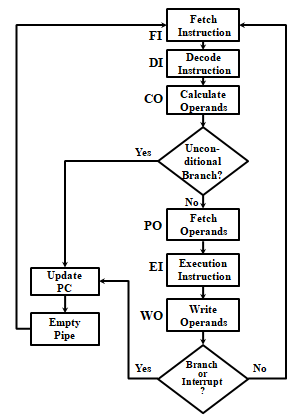 Fetch
Instruction
FI
Decode
DI
Instruction
Calculate
CO
Operands
Yes
Uncon-
ditional
Branch?
No
Fetch
PO
Operands
Execution
EI
Instruction
Update
PC
Write
WO
Operands
Empty
Pipe
Yes
Branch
or
Interrupt
?
No